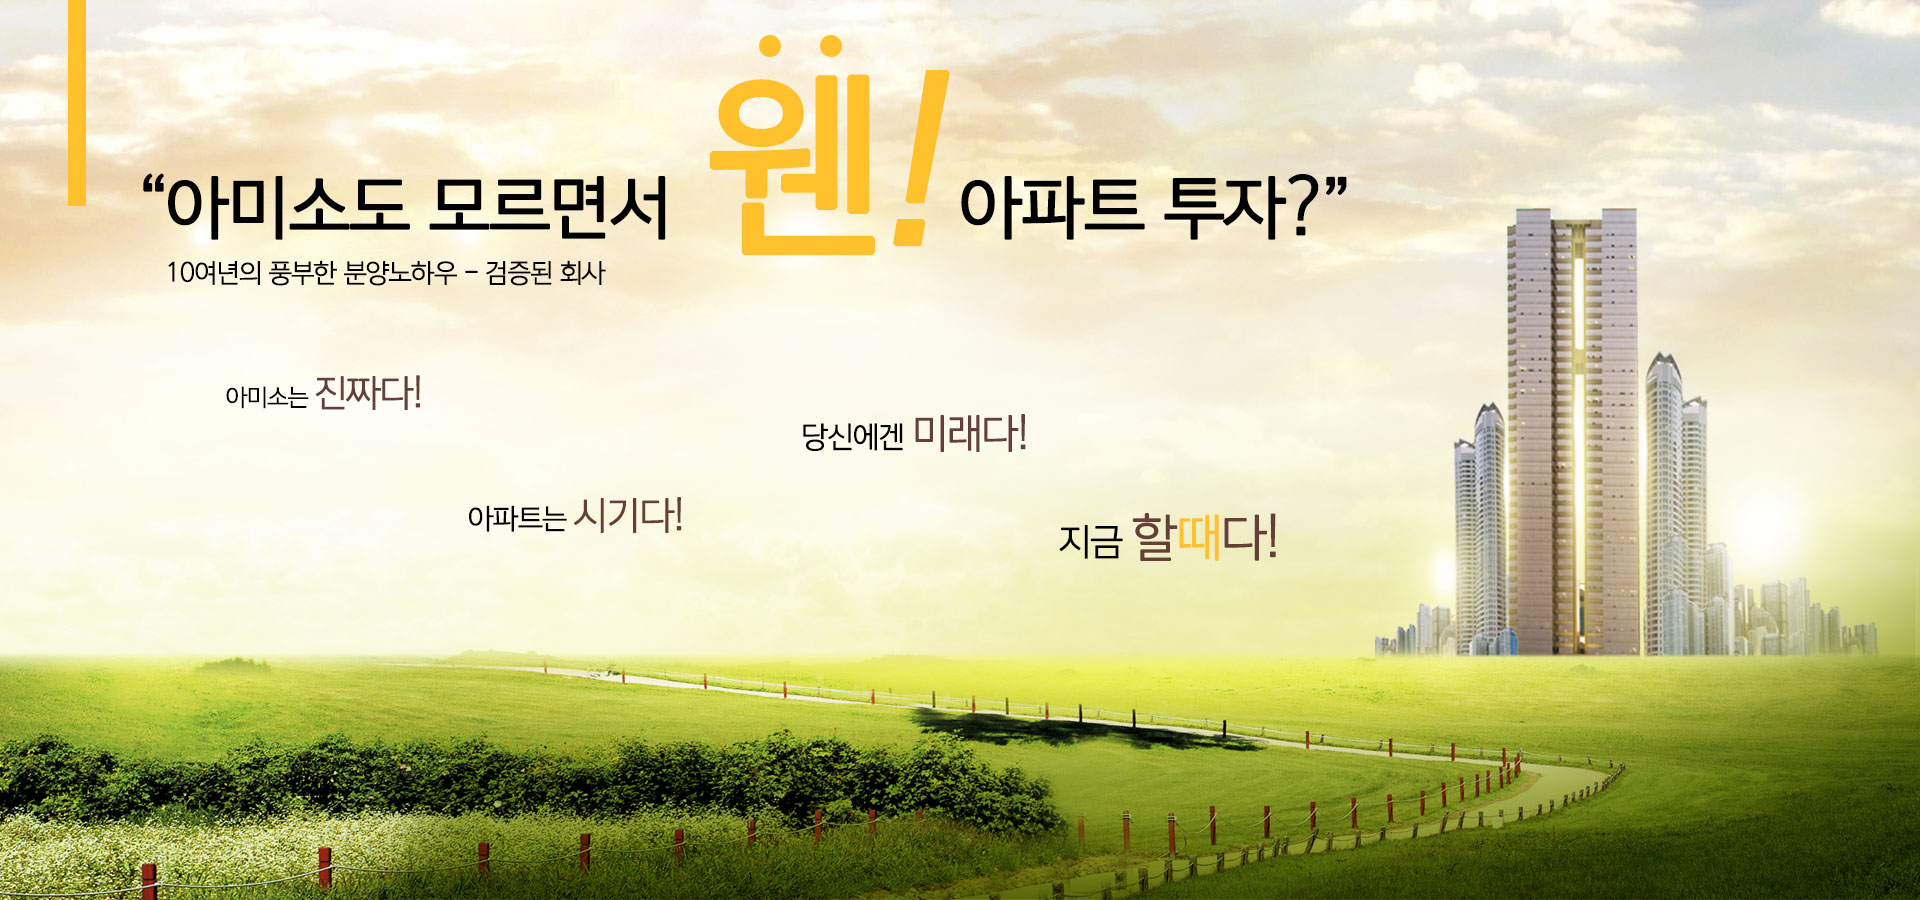 “아미소도 모르면서 웬! 아파트 투자?”
10여년의 풍부한 분양노하우 – 검증된 회사
아미소는 진짜다!
당신에겐 미래다!
아파트는 시기다!
지금 할때다!